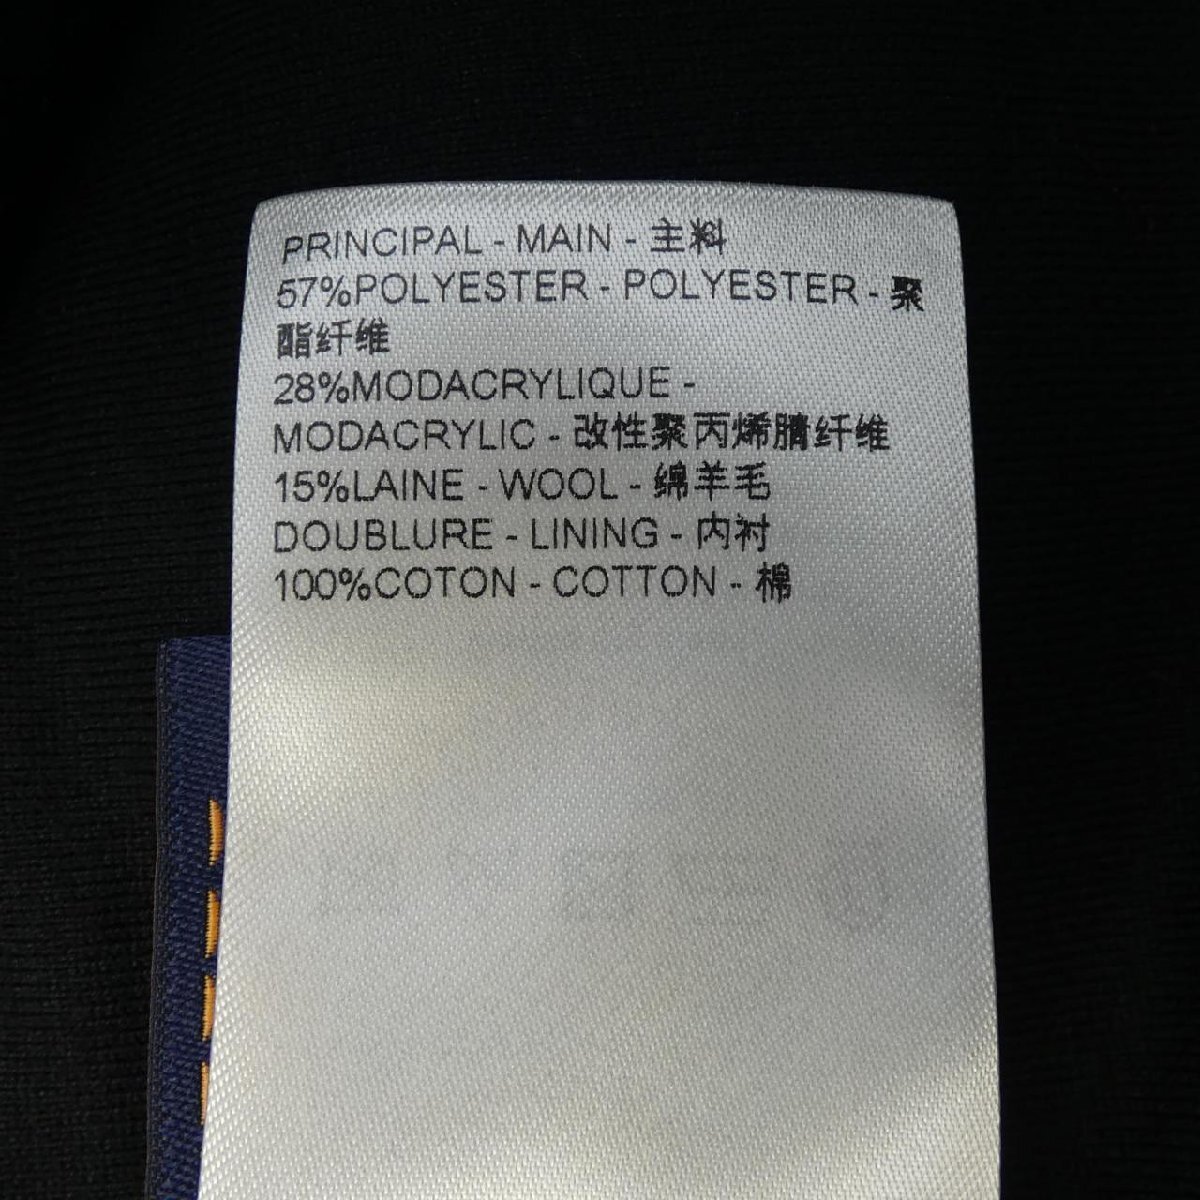 PRINCIPAL - MAIN - 主料
57%POLYESTER - POLYESTER - 聚
酯纤维
28%MODACRYLIQUE -
MODACRYLIC - 改性聚丙烯腈纤维
15%LAINE - WOOL - 绵羊毛
DOUBLURE - LINING - 内衬
100%COTON - COTTON - 棉